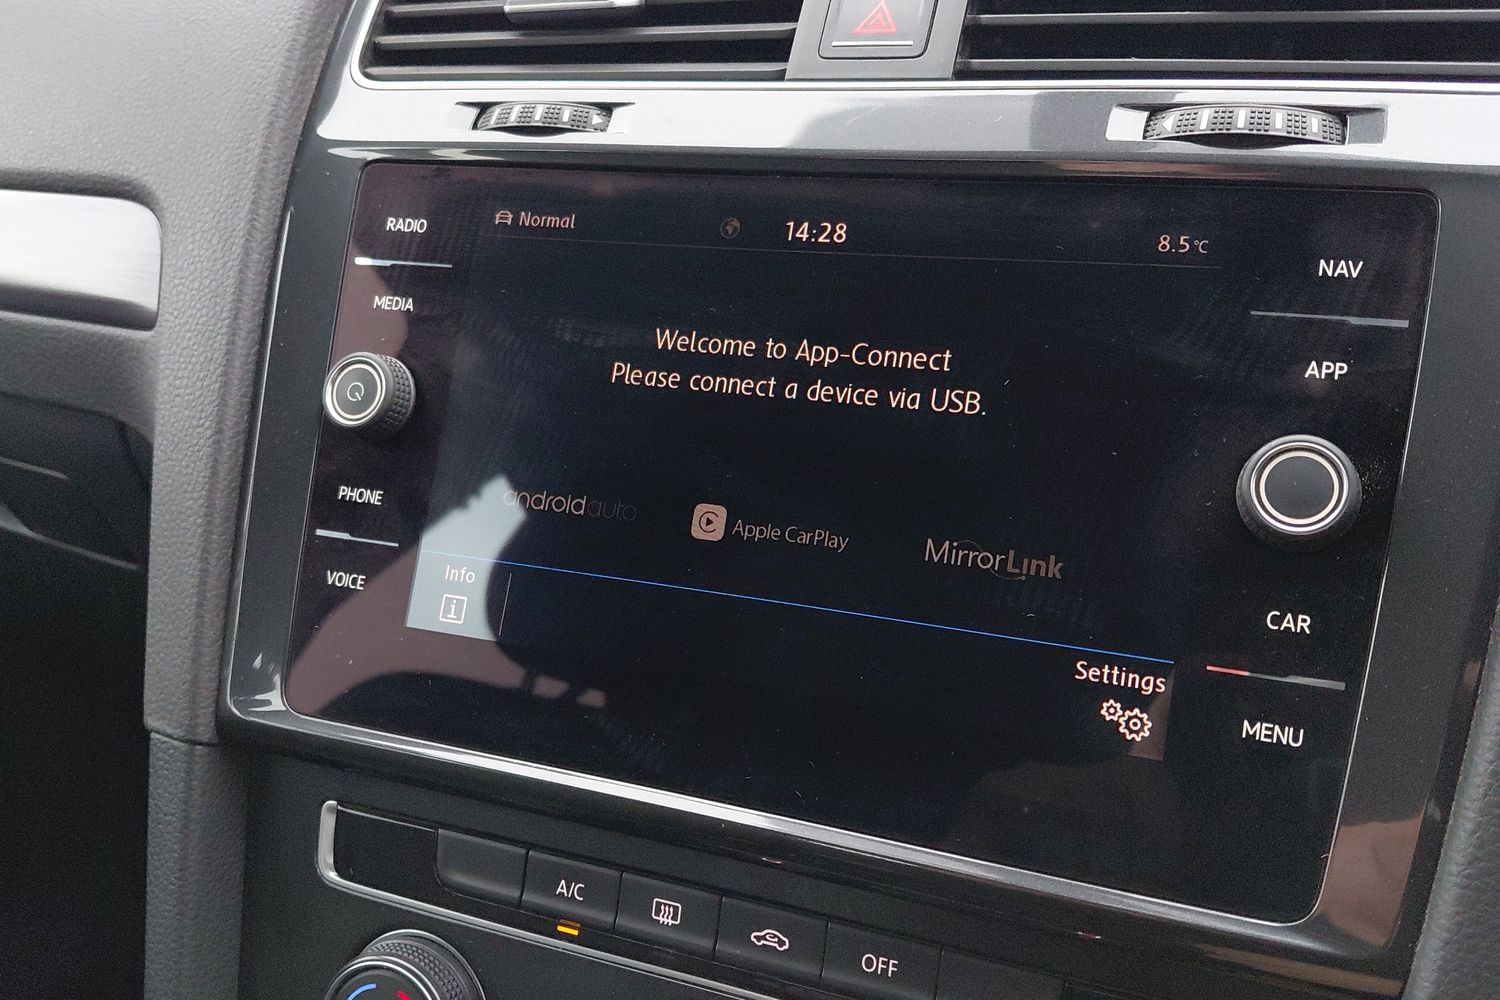 RADIO
Normal
14:28
8.5°C
NAV
MEDIA
Welcome to App-Connect
Please connect a device via USB.
APP
PHONE
androidauto
Apple CarPlay
MirrorLink
VOICE
Info
i
CAR
Settings
MENU
A/C
OFF